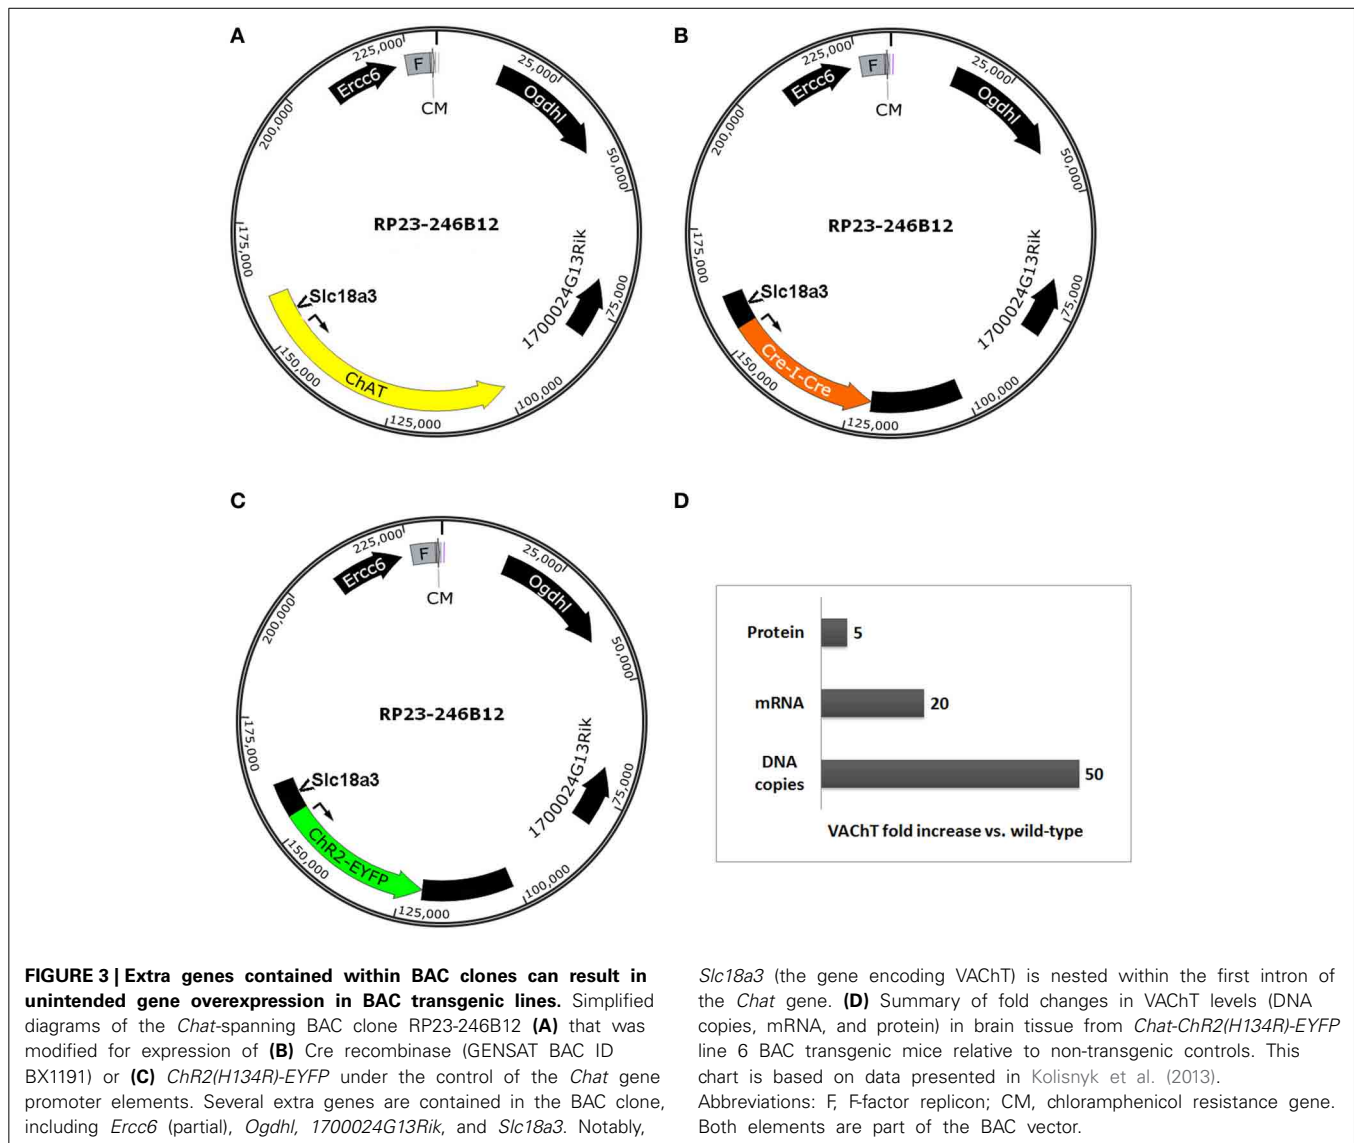 A
225,000
F
25,000
Ercc6
Ogdhl
CM
200,000
50,000
RP23-246B12
175,000
1700024G13Rik
75,000
Slc18a3
150,000
ChAT
100,000
125,000
B
225,000
F
25,000
Ercc6
Ogdhl
CM
200,000
50,000
RP23-246B12
175,000
1700024G13Rik
75,000
Slc18a3
150,000
Cre-I-Cre
100,000
125,000
C
225,000
F
25,000
Ercc6
Ogdhl
CM
200,000
50,000
RP23-246B12
175,000
1700024G13Rik
75,000
Slc18a3
150,000
ChR2-EYFP
100,000
125,000
D
Protein 5
mRNA 20
DNA
copies 50
VAChT fold increase vs. wild-type
FIGURE 3 | Extra genes contained within BAC clones can result in
unintended gene overexpression in BAC transgenic lines. Simplified
diagrams of the Chat-spanning BAC clone RP23-246B12 (A) that was
modified for expression of (B) Cre recombinase (GENSAT BAC ID
BX1191) or (C) ChR2(H134R)-EYFP under the control of the Chat gene
promoter elements. Several extra genes are contained in the BAC clone,
including Ercc6 (partial), Ogdhl, 1700024G13Rik, and Slc18a3. Notably,
Slc18a3 (the gene encoding VAChT) is nested within the first intron of
the Chat gene. (D) Summary of fold changes in VAChT levels (DNA
copies, mRNA, and protein) in brain tissue from Chat-ChR2(H134R)-EYFP
line 6 BAC transgenic mice relative to non-transgenic controls. This
chart is based on data presented in Kolisnyk et al. (2013).
Abbreviations: F, F-factor replicon; CM, chloramphenicol resistance gene.
Both elements are part of the BAC vector.